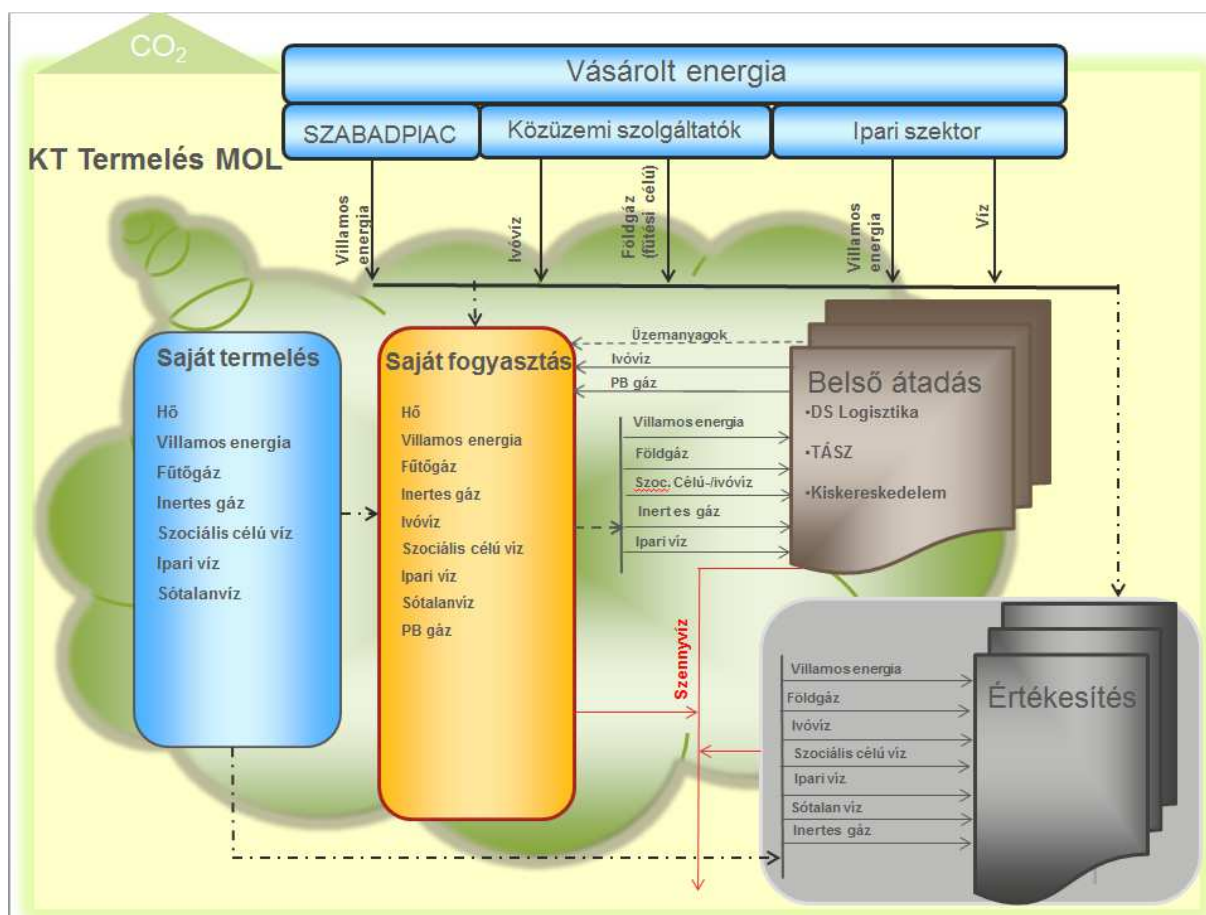 CO2
Vásárolt energia
SZABADPIAC
Közüzemi szolgáltatók
Ipari szektor
KT Termelés MOL
Villamos
energia
Ivóvíz
Földgáz
(fűtési célú)
Villamos
energia
Víz
Saját termelés
Hő
Villamos energia
Fűtőgáz
Inertes gáz
Szociális célú víz
Ipari víz
Sótalanvíz
Saját fogyasztás
Hő
Villamos energia
Fűtőgáz
Inertes gáz
Ivóvíz
Szociális célú víz
Ipari víz
Sótalanvíz
PB gáz
Üzemanyagok
Ivóvíz
PB gáz
Villamos energia
Földgáz
Szoc. Célú-/ivóvíz
Inert es gáz
Ipari víz
Belső átadás
•DS Logisztika
•TÁSZ
•Kiskereskedelem
Szennyvíz
Villamos energia
Földgáz
Ivóvíz
Szociális célú víz
Ipari víz
Sótalan víz
Inertes gáz
Értékesítés